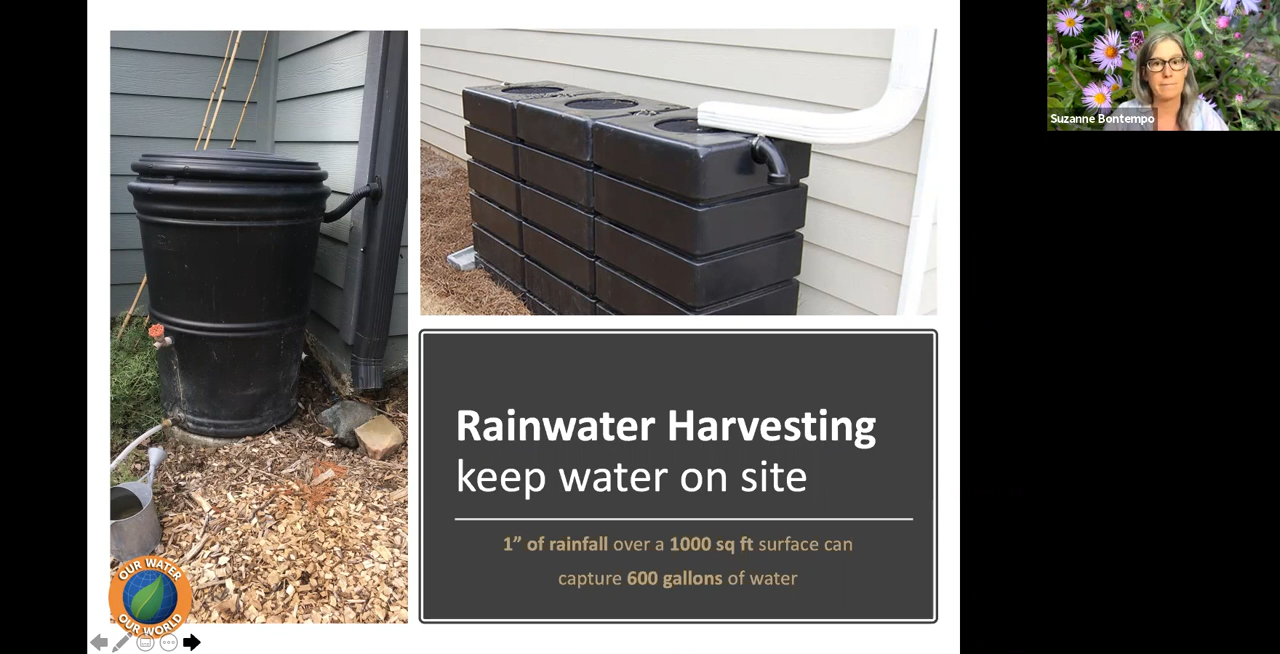 Suzanne Bontempo
Rainwater Harvesting
keep water on site
1” of rainfall over a 1000 sq ft surface can
capture 600 gallons of water
OUR WATER
OUR WORLD